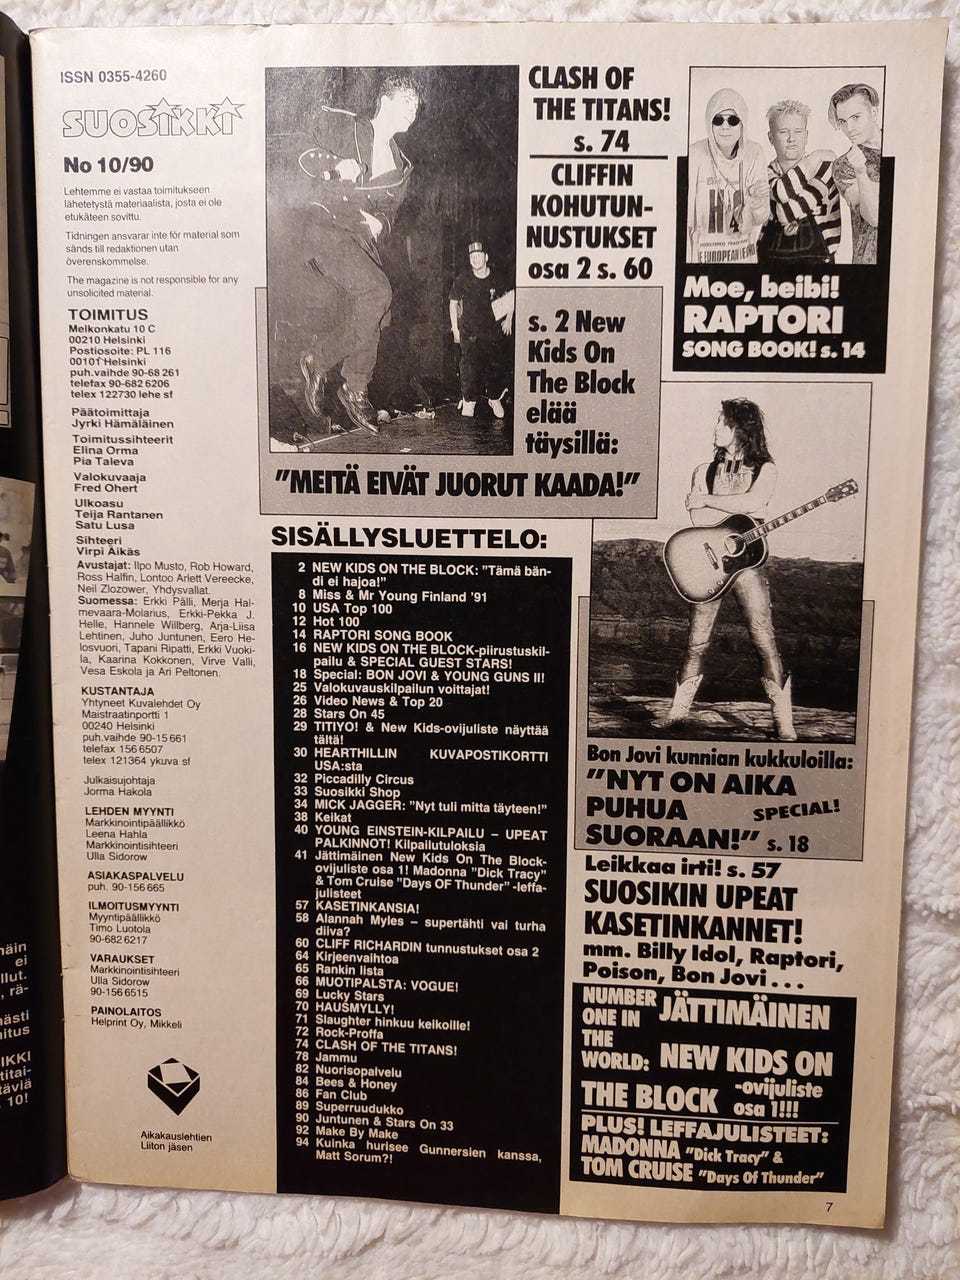 ISSN 0355-4260
SUOSIKKI
No 10/90
Lehtemme ei vastaa toimitukseen
lähetetystä materiaalista, josta ei ole
etukäteen sovittu.
Tidningen ansvarar inte för material som
sänds till redaktionen utan
överenskommelse.
The magazine is not responsible for any
unsolicited material.
TOIMITUS
Melkonkatu 10 C
00210 Helsinki
Postiosoite: PL 116
00101 Helsinki
puh.vaihde 90-68 261
telefax 90-682 6206
telex 122730 lehe sf
Päätoimittaja
Jyrki Hämäläinen
Toimitussihteerit
Elina Orma
Pia Taleva
Valokuvaaja
Fred Ohert
Ulkoasu
Teija Rantanen
Satu Lusa
Sihteeri
Virpi Äikäs
Avustajat: Ilpo Musto, Rob Howard,
Ross Halfin, Lontoo Arlett Vereecke,
Neil Zlozower, Yhdysvallat.
Suomessa: Erkki Pälli, Merja Hal-
mevaara-Molarius, Erkki-Pekka J.
Helle, Hannele Willberg, Arja-Liisa
Lehtinen, Juho Juntunen, Eero He-
losvuori, Tapani Ripatti, Erkki Vuoki-
la, Kaarina Kokkonen, Virve Valli,
Vesa Eskola ja Ari Peltonen.
KUSTANTAJA
Yhtyneet Kuvalehdet Oy
Maistraatinportti 1
00240 Helsinki
puh.vaihde 90-15 661
telefax 156 6507
telex 121364 ykuva sf
Julkaisujohtaja
Jorma Hakola
LEHDEN MYYNTI
Markkinointipäällikkö
Leena Hahla
Markkinointisihteeri
Ulla Sidorow
ASIAKASPALVELU
puh. 90-156 665
ILMOITUSMYYNTI
Myyntipäällikkö
Timo Luotola
90-682 6217
VARAUKSET
Markkinointisihteeri
Ulla Sidorow
90-156 6515
PAINOLAITOS
Helprint Oy, Mikkeli
Aikakauslehtien
Liiton jäsen
CLASH OF
THE TITANS!
s. 74
CLIFFIN
KOHUTUN-
NUSTUKSET
osa 2 s. 60
s. 2 New
Kids On
The Block
elää
täysillä:
"MEITÄ EIVÄT JUORUT KAADA!"
Moe, beibi!
RAPTORI
SONG BOOK! s. 14
SISÄLLYSLUETTELO:
2 NEW KIDS ON THE BLOCK: "Tämä bän-
di ei hajoa!"
8 Miss & Mr Young Finland '91
10 USA Top 100
12 Hot 100
14 RAPTORI SONG BOOK
16 NEW KIDS ON THE BLOCK-piirustuskil-
pailu & SPECIAL GUEST STARS!
18 Special: BON JOVI & YOUNG GUNS II!
25 Valokuvauskilpailun voittajat!
26 Video News & Top 20
28 Stars On 45
29 TITIYO! & New Kids-ovijuliste näyttää
tältä!
30 HEARTHILLIN KUVAPOSTIKORTTI
USA:sta
32 Piccadilly Circus
33 Suosikki Shop
34 MICK JAGGER: "Nyt tuli mitta täyteen!"
38 Keikat
40 YOUNG EINSTEIN-KILPAILU – UPEAT
PALKINNOT! Kilpailutuloksia
41 Jättimäinen New Kids On The Block-
ovijuliste osa 1! Madonna "Dick Tracy"
& Tom Cruise "Days OF Thunder" -leffa-
julisteet
57 KASETINKANSIA!
58 Alannah Myles – supertähti vai turha
diiva?
60 CLIFF RICHARDIN tunnustukset osa 2
64 Kirjeenvaihtoa
65 Rankin lista
66 MUOTIPALSTA: VOGUE!
69 Lucky Stars
70 HAUSMYLLY!
71 Slaughter hinkuu keikoille!
72 Rock-Proffa
74 CLASH OF THE TITANS!
78 Jammu
82 Nuorisopalvelu
84 Bees & Honey
86 Fan Club
89 Superruudukko
90 Juntunen & Stars On 33
92 Make By Make
94 Kuinka hurisee Gunnersien kanssa,
Matt Sorum?!
Bon Jovi kunnian kukkuloilla:
"NYT ON AIKA
PUHUA SPECIAL!
SUORAAN!" s. 18
Leikkaa irti! s. 57
SUOSIKIN UPEAT
KASETINKANNET!
mm. Billy Idol, Raptori,
Poison, Bon Jovi . . .
NUMBER
ONE IN
THE
WORLD:
JÄTTIMÄINEN
NEW KIDS ON
THE BLOCK -ovijuliste
osa 1!!!
PLUS! LEFFAJULISTEET:
MADONNA "Dick Tracy" &
TOM CRUISE "Days Of Thunder"
7